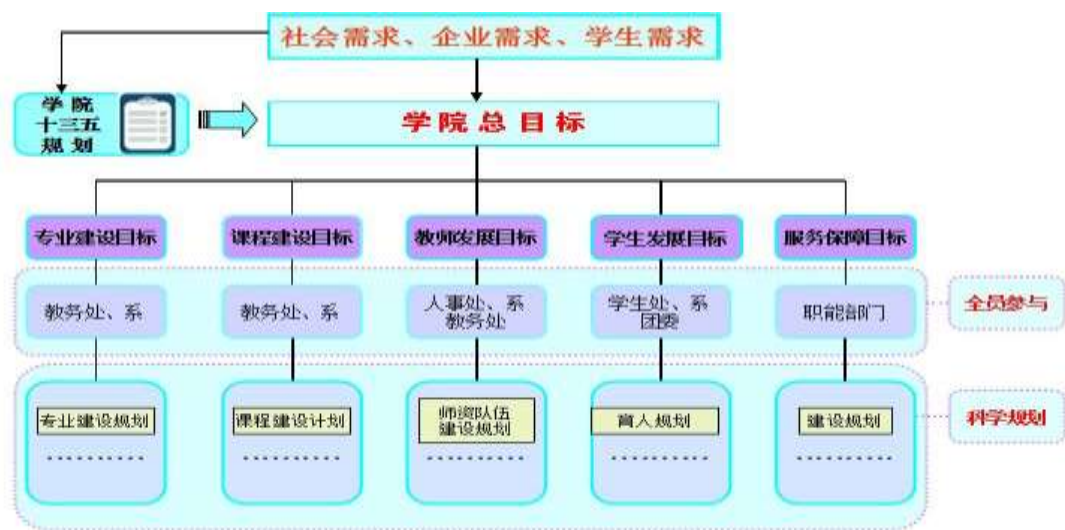 社会需求、企业需求、学生需求
学院
十三五
规划
学院总目标
专业建设目标
课程建设目标
教师发展目标
学生发展目标
服务保障目标
教务处、系
教务处、系
人事处、系
教务处
学生处、系
团委
职能部门
全员参与
专业建设规划
课程建设计划
师资队伍
建设规划
育人规划
建设规划
科学规划